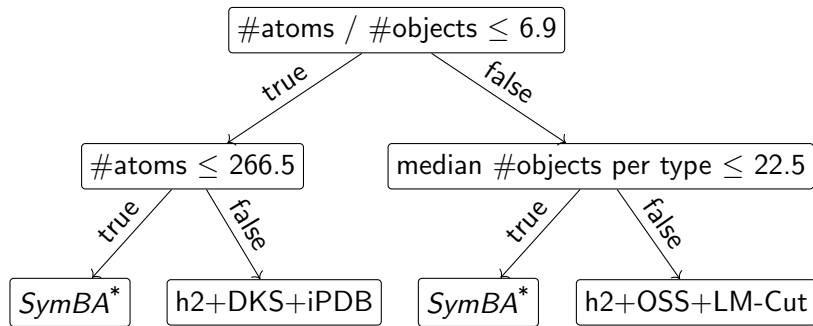 #atoms / #objects ≤ 6.9
true
false
#atoms ≤ 266.5
median #objects per type ≤ 22.5
true
false
true
false
SymBA*
h2+DKS+iPDB
SymBA*
h2+OSS+LM-Cut